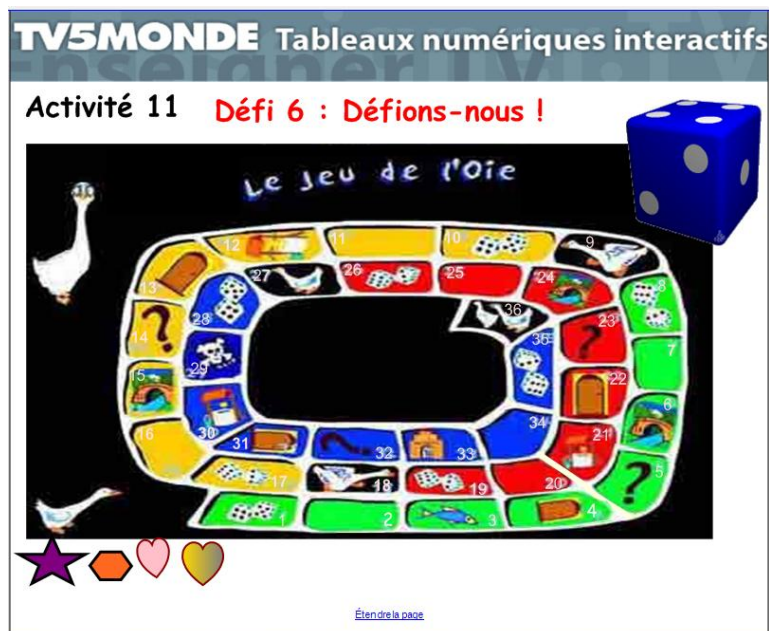 TV5MONDE Tableaux numériques interactifs
Enseigner TV
Activité 11 Défi 6 : Défions-nous !
Le jeu de l'Oie
12 11 10 9
13 27 26 25 24 8
28 36 23
14 35 7
29 22
15 6
30 34 21
16 31 32 33 5
17 18 19 20
1 2 3 4
Étendre la page